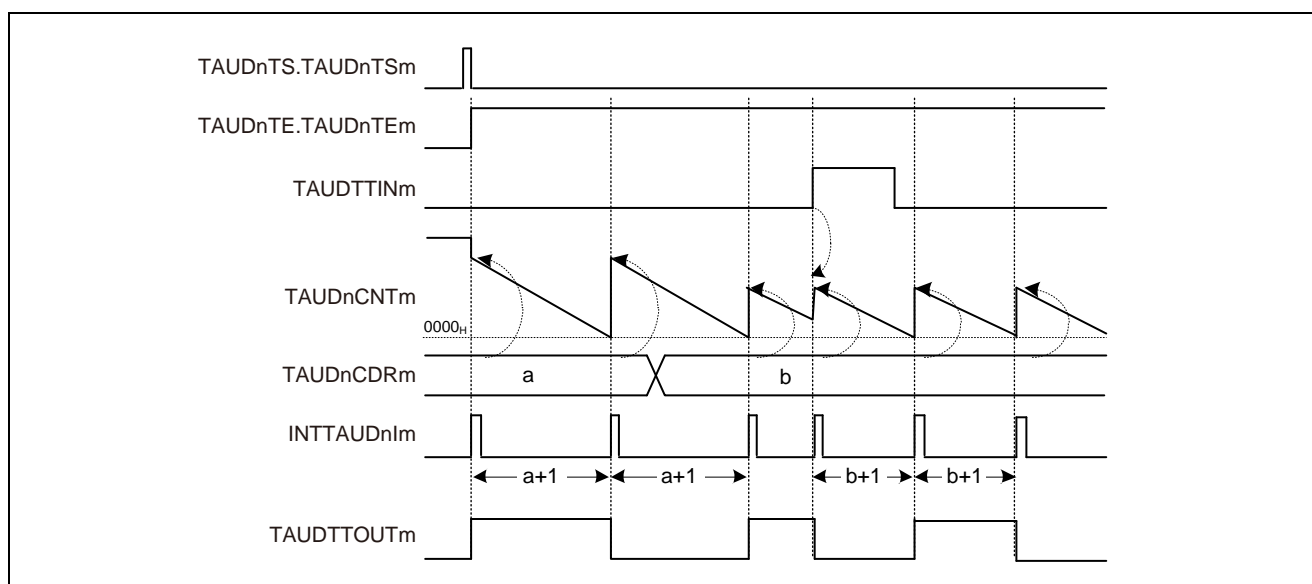 TAUDnTS.TAUDnTSm
TAUDnTE.TAUDnTEm
TAUDTTINm
TAUDnCNTm
0000H
TAUDnCDRm
a
b
INTTAUDnIm
a+1
a+1
b+1
b+1
TAUDTTOUTm